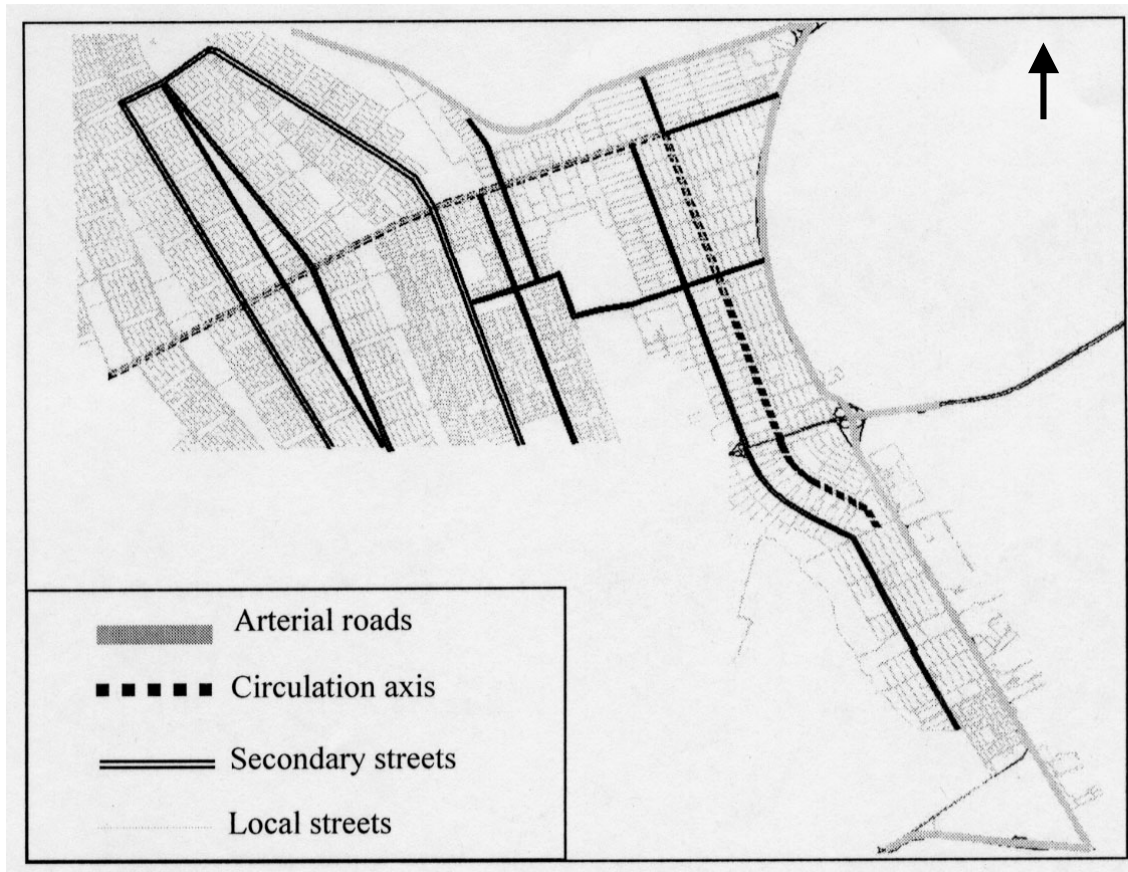 Arterial roads
Circulation axis
Secondary streets
Local streets